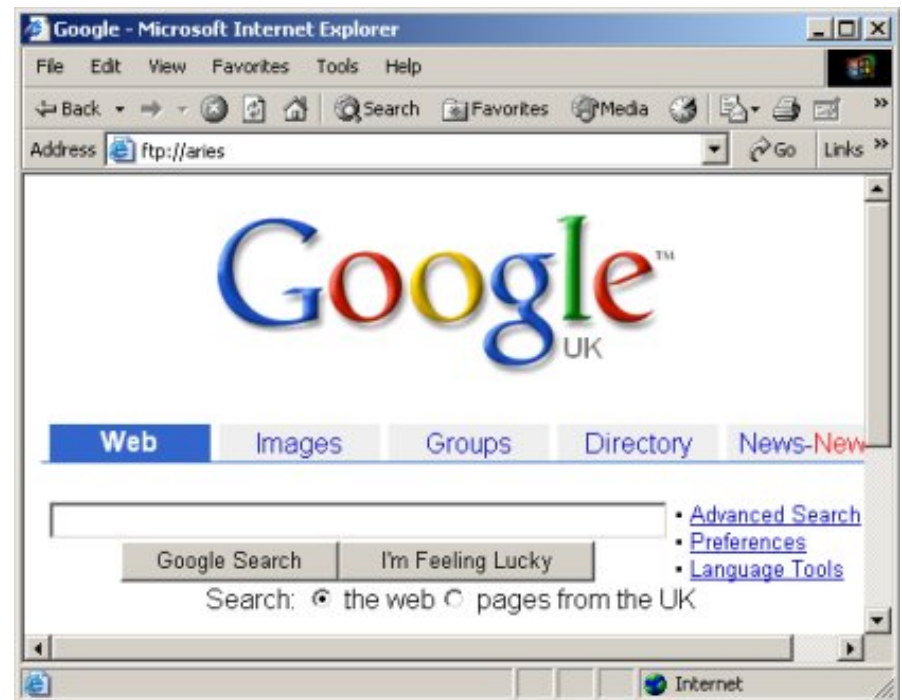 Google - Microsoft Internet Explorer
File Edit View Favorites Tools Help
Back Search Favorites Media »
Address ftp://aries Go Links »
Google™
UK
Web Images Groups Directory News-New
• Advanced Search
• Preferences
• Language Tools
Google Search I'm Feeling Lucky
Search: the web pages from the UK
Internet